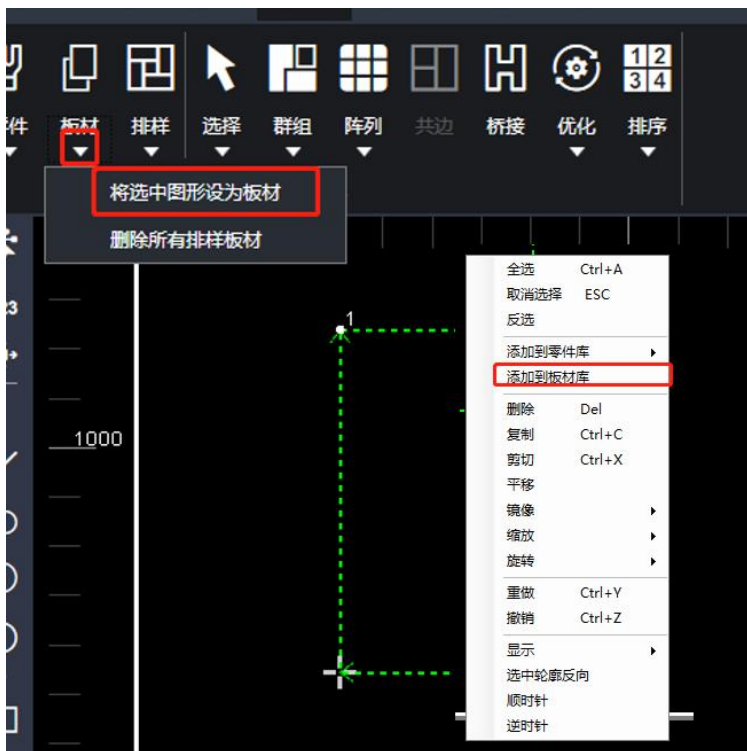 1 2
3 4
件 板材 排样 选择 群组 阵列 共边 桥接 优化 排序
将选中图形设为板材
删除所有排样板材
全选 Ctrl+A
取消选择 ESC
反选
添加到零件库
添加到板材库
删除 Del
复制 Ctrl+C
剪切 Ctrl+X
平移
镜像
缩放
旋转
重做 Ctrl+Y
撤销 Ctrl+Z
显示
选中轮廓反向
顺时针
逆时针
1
1000